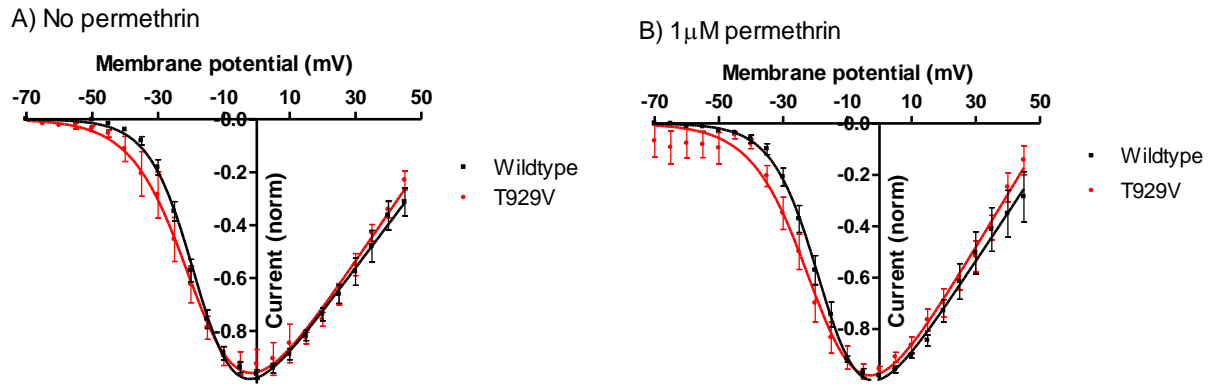 A) No permethrin
Membrane potential (mV)
-70 -50 -30 -10 10 30 50
-0.0
-0.2
-0.4
-0.6
-0.8
Current (norm)
Wildtype
T929V
B) 1μM permethrin
Membrane potential (mV)
-70 -50 -30 -10 10 30 50
-0.0
-0.2
-0.4
-0.6
-0.8
Current (norm)
Wildtype
T929V